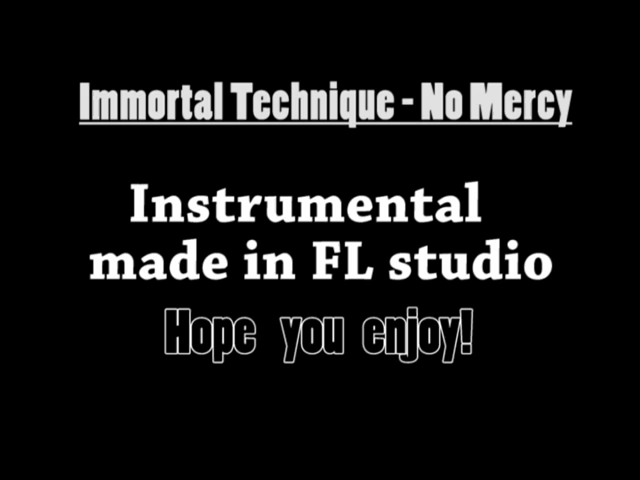 Immortal Technique - No Mercy
Instrumental
made in FL studio
Hope you enjoy!